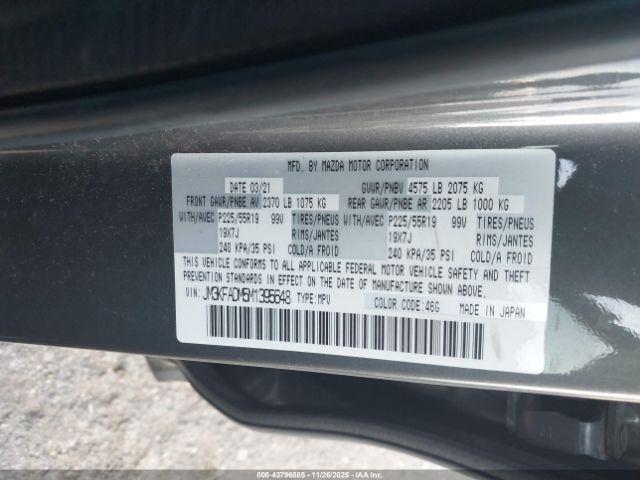 MFD. BY MAZDA MOTOR CORPORATION
DATE 03/21 GVWR/PNBV 4575 LB 2075 KG
FRONT GAWR/PNBE AV 2370 LB 1075 KG REAR GAWR/PNBE AR 2205 LB 1000 KG
WITH/AVEC P225/55R19 99V TIRES/PNEUS WITH/AVEC P225/55R19 99V TIRES/PNEUS
19X7J RIMS/JANTES 19X7J RIMS/JANTES
240 KPA/35 PSI COLD/A FROID 240 KPA/35 PSI COLD/A FROID
THIS VEHICLE CONFORMS TO ALL APPLICABLE FEDERAL MOTOR VEHICLE SAFETY AND THEFT
PREVENTION STANDARDS IN EFFECT ON THE DATE OF MANUFACTURE SHOWN ABOVE.
VIN: JM3KFADM5M1395648 TYPE: MPV COLOR CODE: 46G MADE IN JAPAN
000-43796885 - 11/26/2025 - IAA Inc.